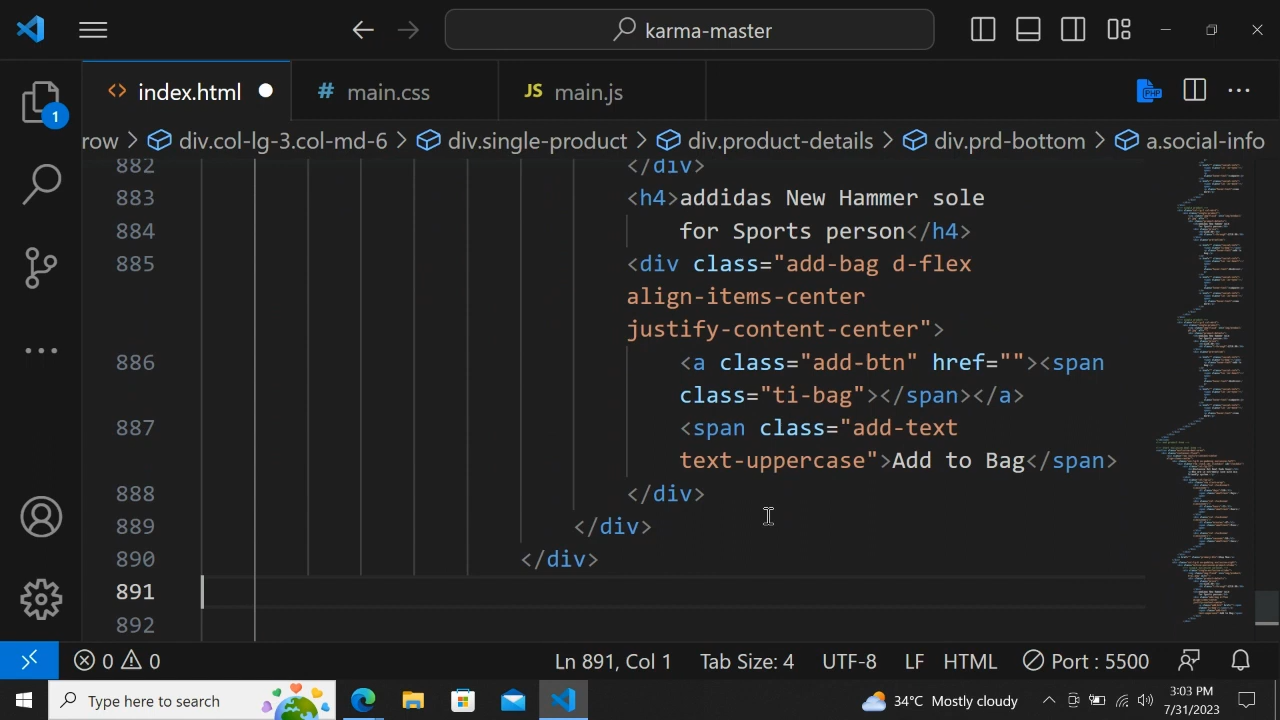 karma-master
<> index.html
# main.css
JS main.js
PHP
row > div.col-lg-3.col-md-6 > div.single-product > div.product-details > div.prd-bottom > a.social-info
1
882 </div>
883 <h4>addidas New Hammer sole
884 for Sports person</h4>
885 <div class="add-bag d-flex
align-items-center
justify-content-center">
886 <a class="add-btn" href=""><span
class="ti-bag"></span></a>
887 <span class="add-text
text-uppercase">Add to Bag</span>
888 </div>
889 </div>
890 </div>
891
892
0 0 Ln 891, Col 1 Tab Size: 4 UTF-8 LF HTML Port : 5500
Type here to search
34°C Mostly cloudy
3:03 PM
7/31/2023